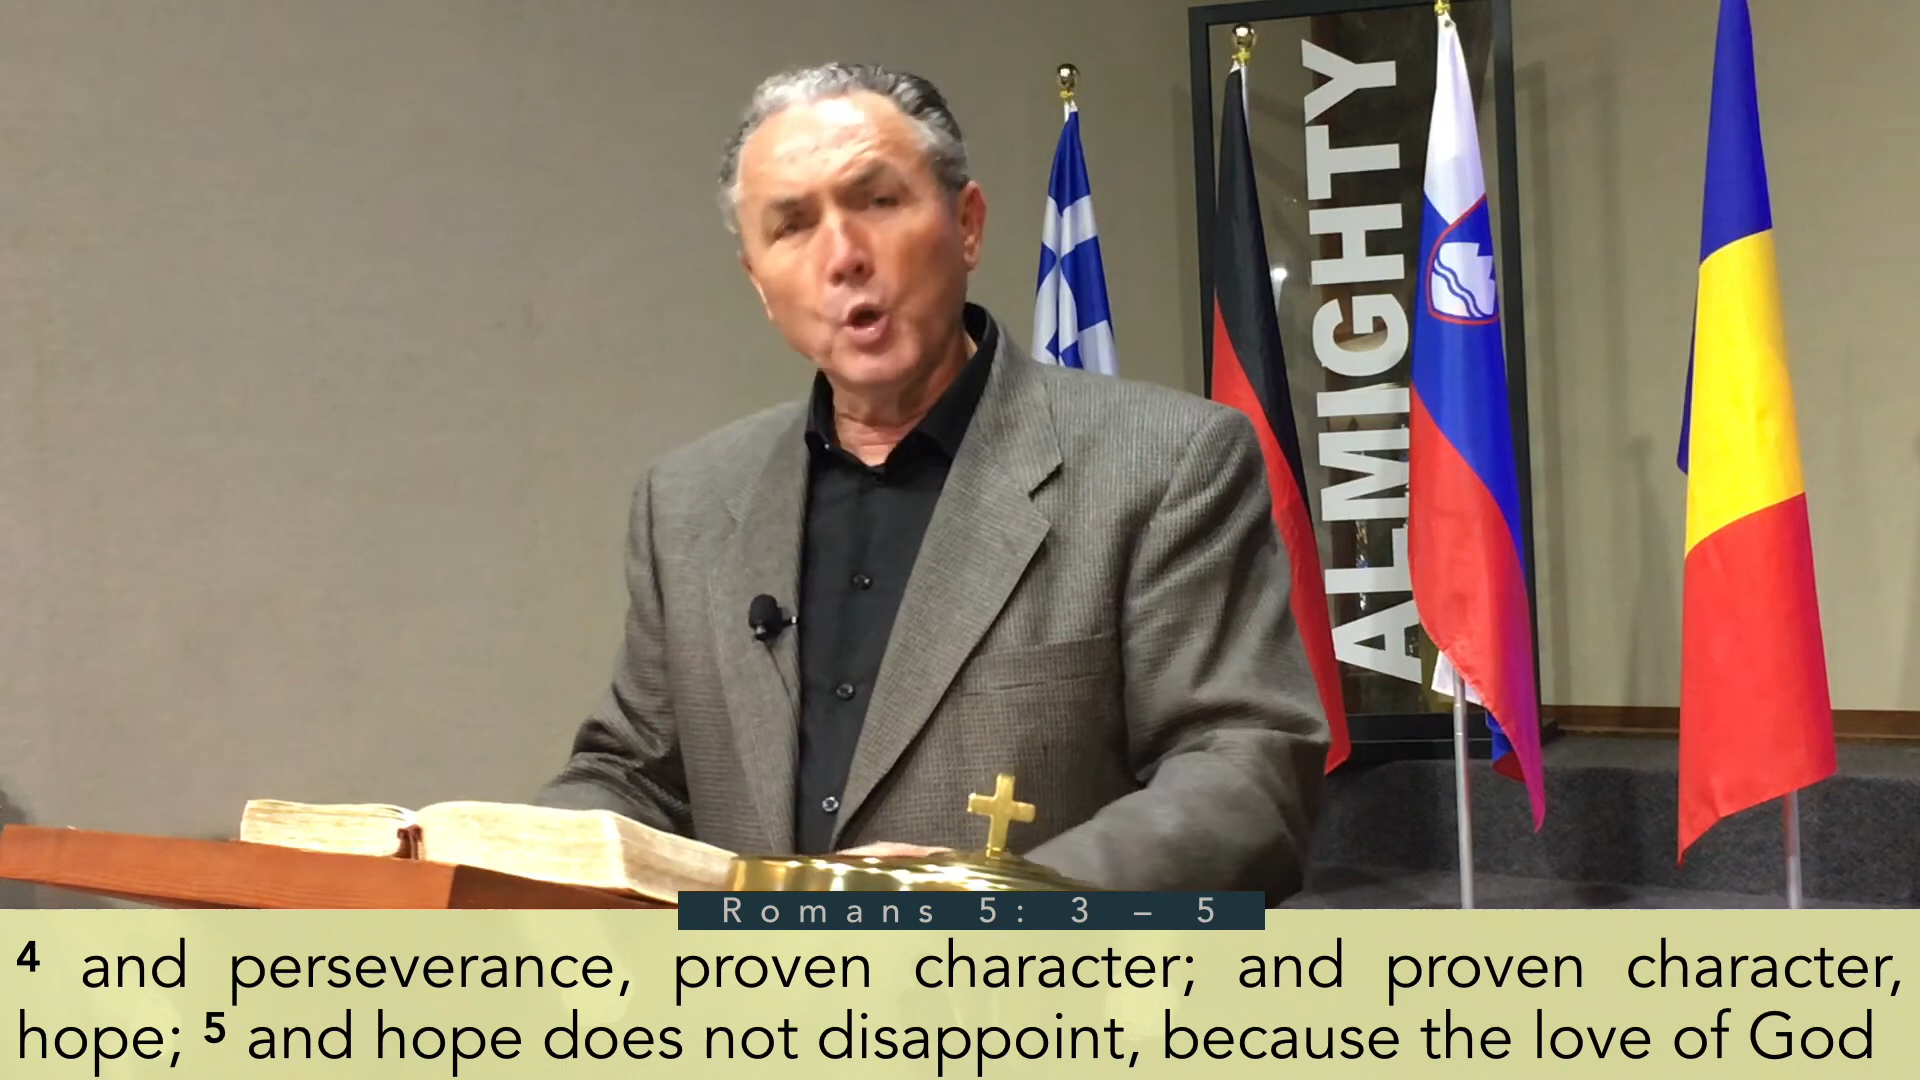 ALMIGHTY
Romans 5: 3 – 5
4 and perseverance, proven character; and proven character,
hope; 5 and hope does not disappoint, because the love of God